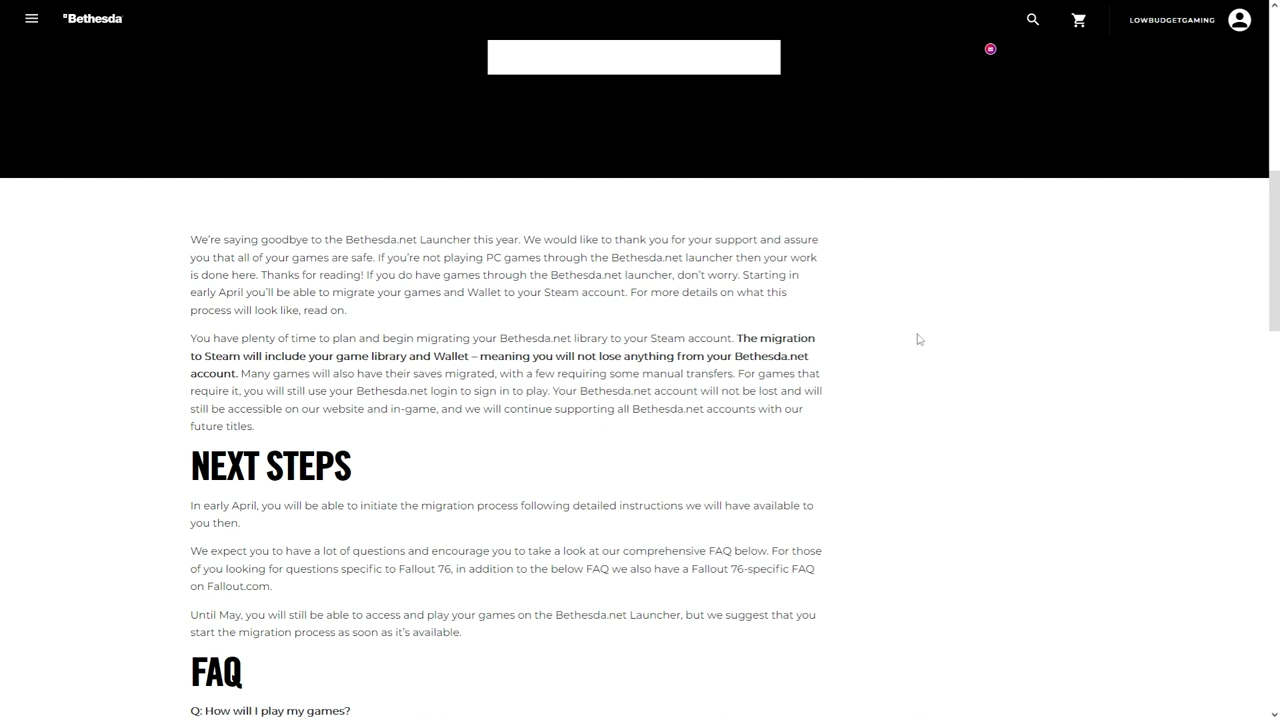 Bethesda
LOWBUDGETGAMING
We're saying goodbye to the Bethesda.net Launcher this year. We would like to thank you for your support and assure
you that all of your games are safe. If you're not playing PC games through the Bethesda.net launcher then your work
is done here. Thanks for reading! If you do have games through the Bethesda.net launcher, don't worry. Starting in
early April you'll be able to migrate your games and Wallet to your Steam account. For more details on what this
process will look like, read on.
You have plenty of time to plan and begin migrating your Bethesda.net library to your Steam account. The migration
to Steam will include your game library and Wallet – meaning you will not lose anything from your Bethesda.net
account. Many games will also have their saves migrated, with a few requiring some manual transfers. For games that
require it, you will still use your Bethesda.net login to sign in to play. Your Bethesda.net account will not be lost and will
still be accessible on our website and in-game, and we will continue supporting all Bethesda.net accounts with our
future titles.
NEXT STEPS
In early April, you will be able to initiate the migration process following detailed instructions we will have available to
you then.
We expect you to have a lot of questions and encourage you to take a look at our comprehensive FAQ below. For those
of you looking for questions specific to Fallout 76, in addition to the below FAQ we also have a Fallout 76-specific FAQ
on Fallout.com.
Until May, you will still be able to access and play your games on the Bethesda.net Launcher, but we suggest that you
start the migration process as soon as it's available.
FAQ
Q: How will I play my games?